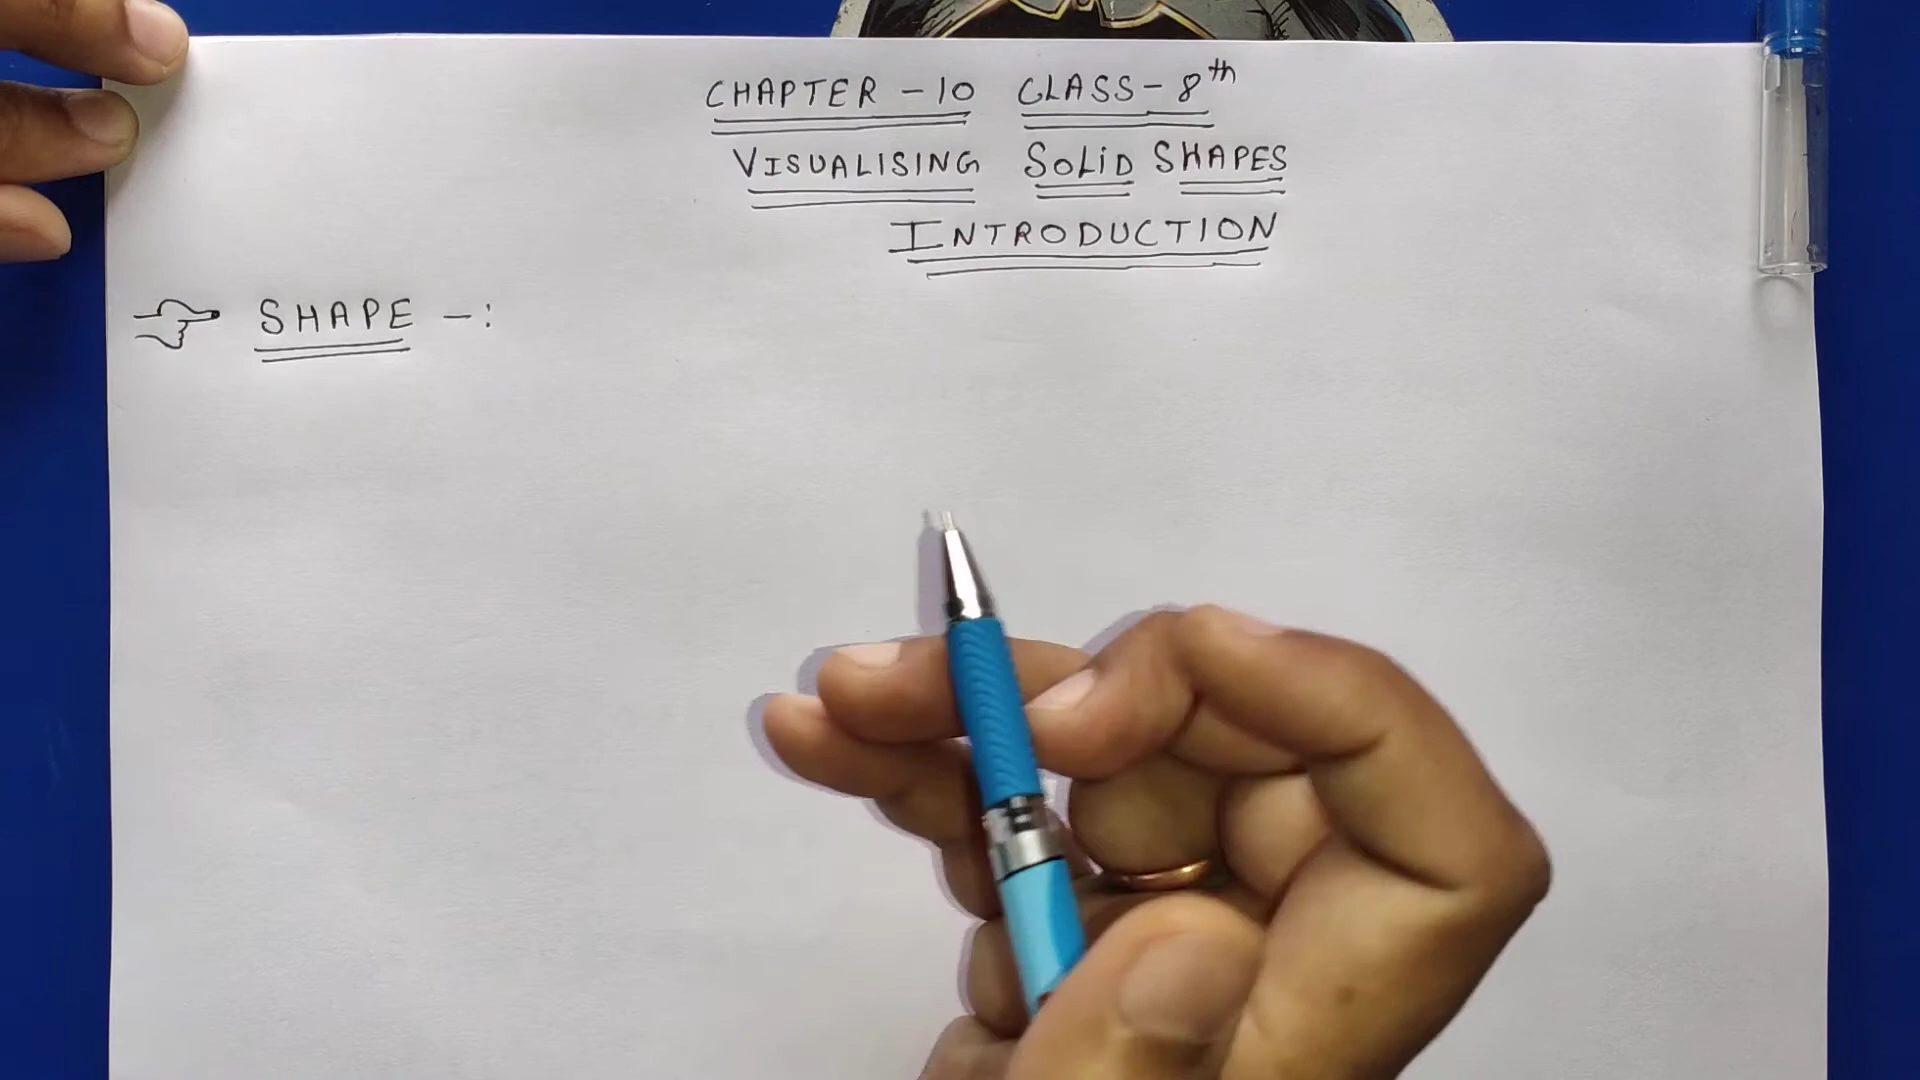 CHAPTER - 10 CLASS - 8th
VISUALISING SOLiD SHAPES
INTRODUCTION
SHAPE -: